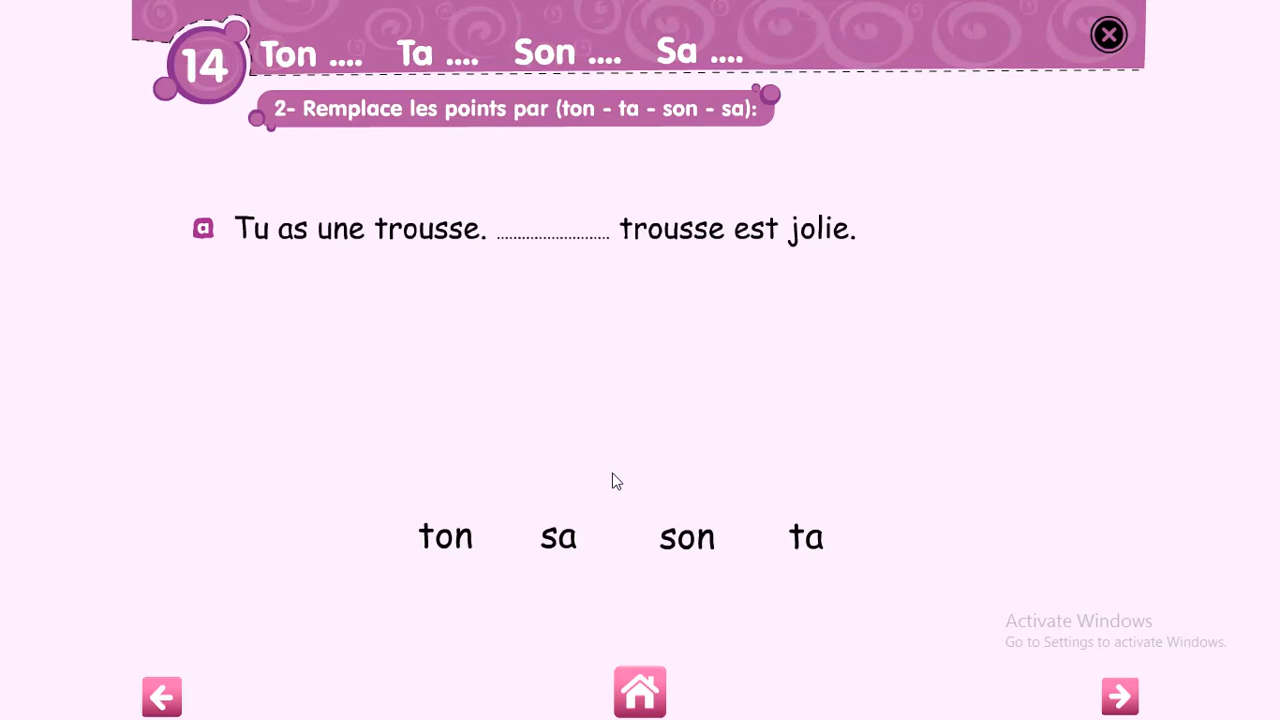 14 Ton .... Ta .... Son .... Sa ....
2- Remplace les points par (ton - ta - son - sa):
a Tu as une trousse. ........................... trousse est jolie.
ton sa son ta
Activate Windows
Go to Settings to activate Windows.